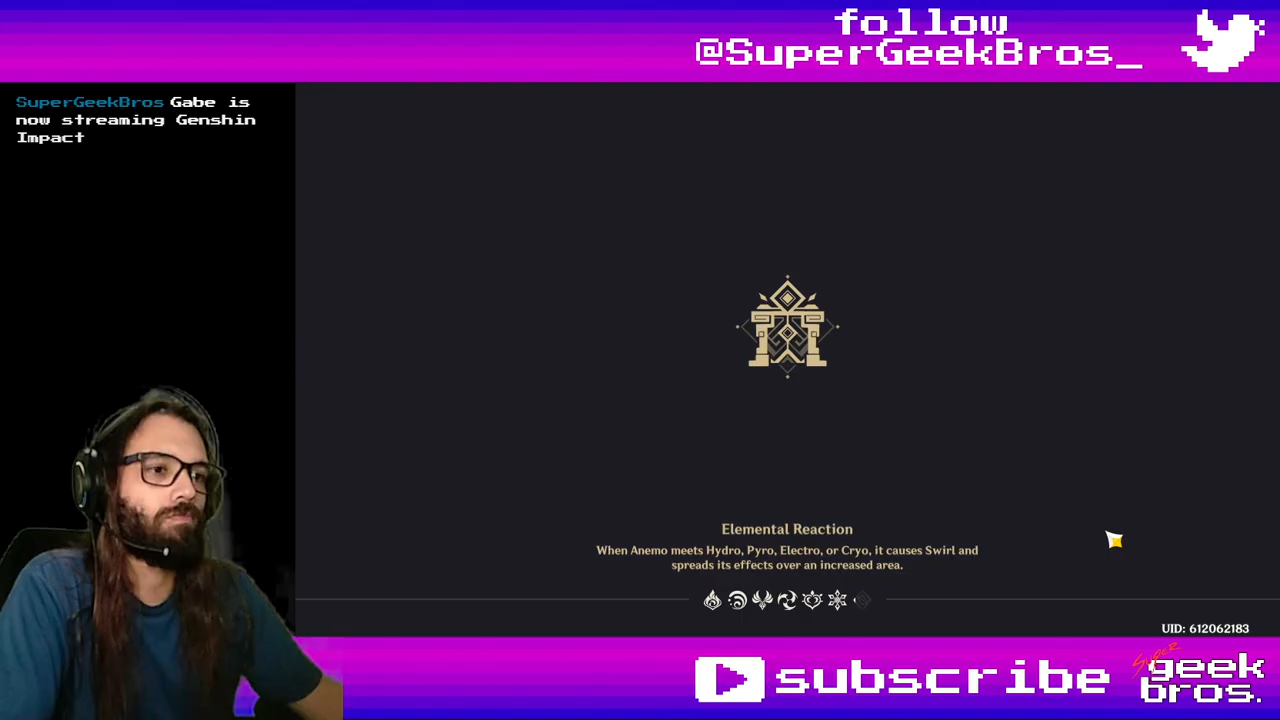 follow
@SuperGeekBros_
SuperGeekBros Gabe is
now streaming Genshin
Impact
Elemental Reaction
When Anemo meets Hydro, Pyro, Electro, or Cryo, it causes Swirl and
spreads its effects over an increased area.
UID: 612062183
subscribe
super
geek
bros.